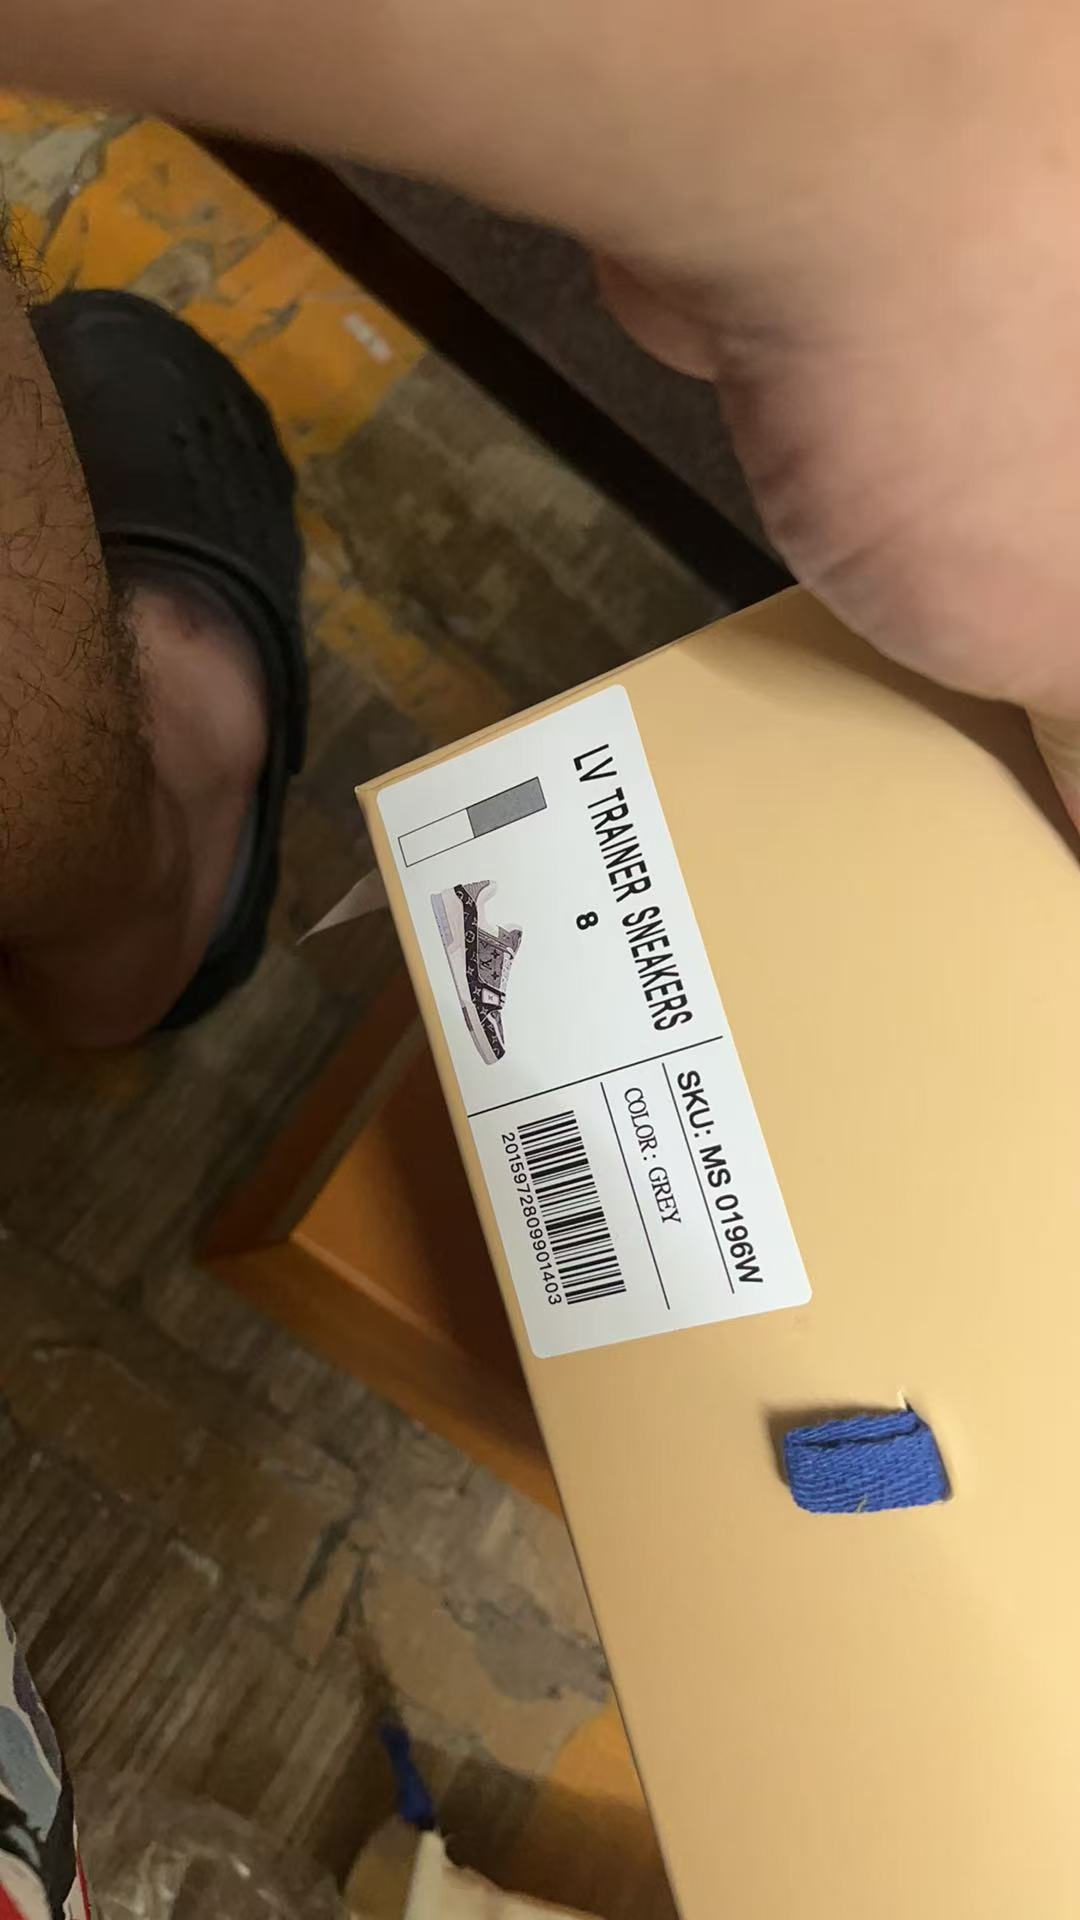 LV TRAINER SNEAKERS
8
SKU: MS 0196W
COLOR: GREY
2015972809901403